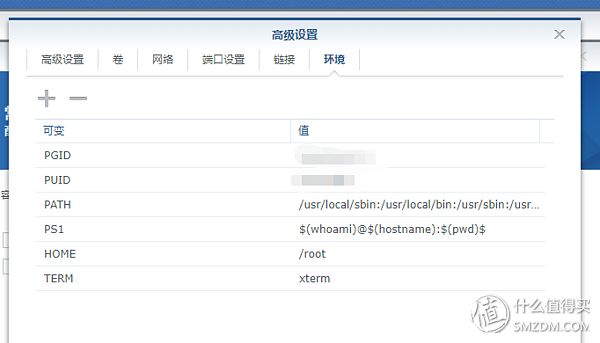 高级设置
高级设置 卷 网络 端口设置 链接 环境
可变 值
PGID
PUID
PATH /usr/local/sbin:/usr/local/bin:/usr/sbin:/usr...
PS1 $(whoami)@$(hostname):$(pwd)$
HOME /root
TERM xterm
值 什么值得买
SMZDM.COM